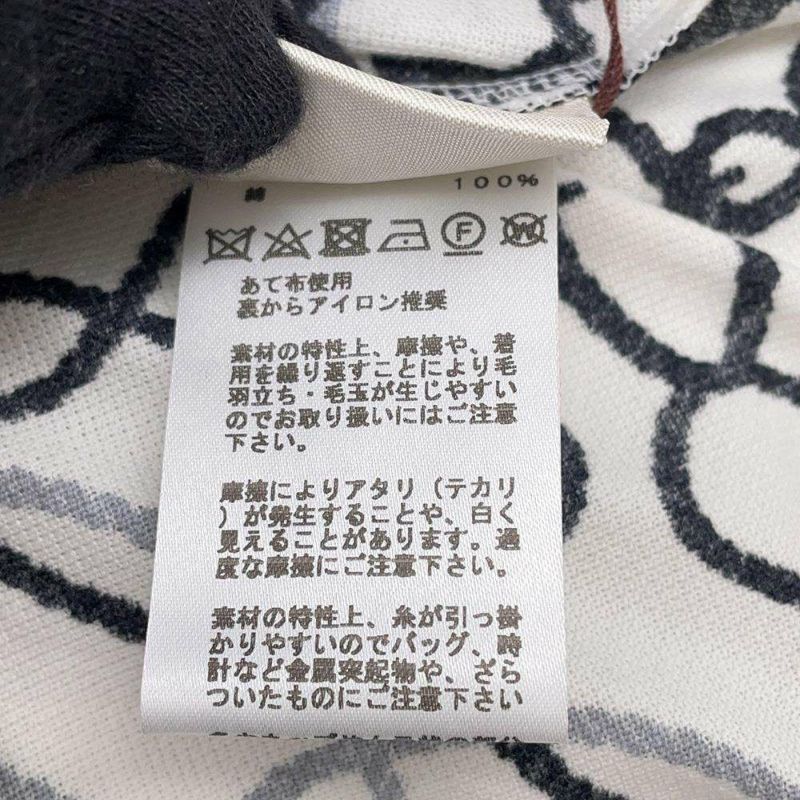 綿 100%
F W
あて布使用
裏からアイロン推奨
素材の特性上、摩擦や、着
用を繰り返すことにより毛
羽立ち・毛玉が生じやすい
のでお取り扱いにはご注意
下さい。
摩擦によりアタリ（テカリ
）が発生することや、白く
見えることがあります。過
度な摩擦にご注意下さい。
素材の特性上、糸が引っ掛
かりやすいのでバッグ、時
計など金属突起物や、ざら
ついたものにご注意下さい